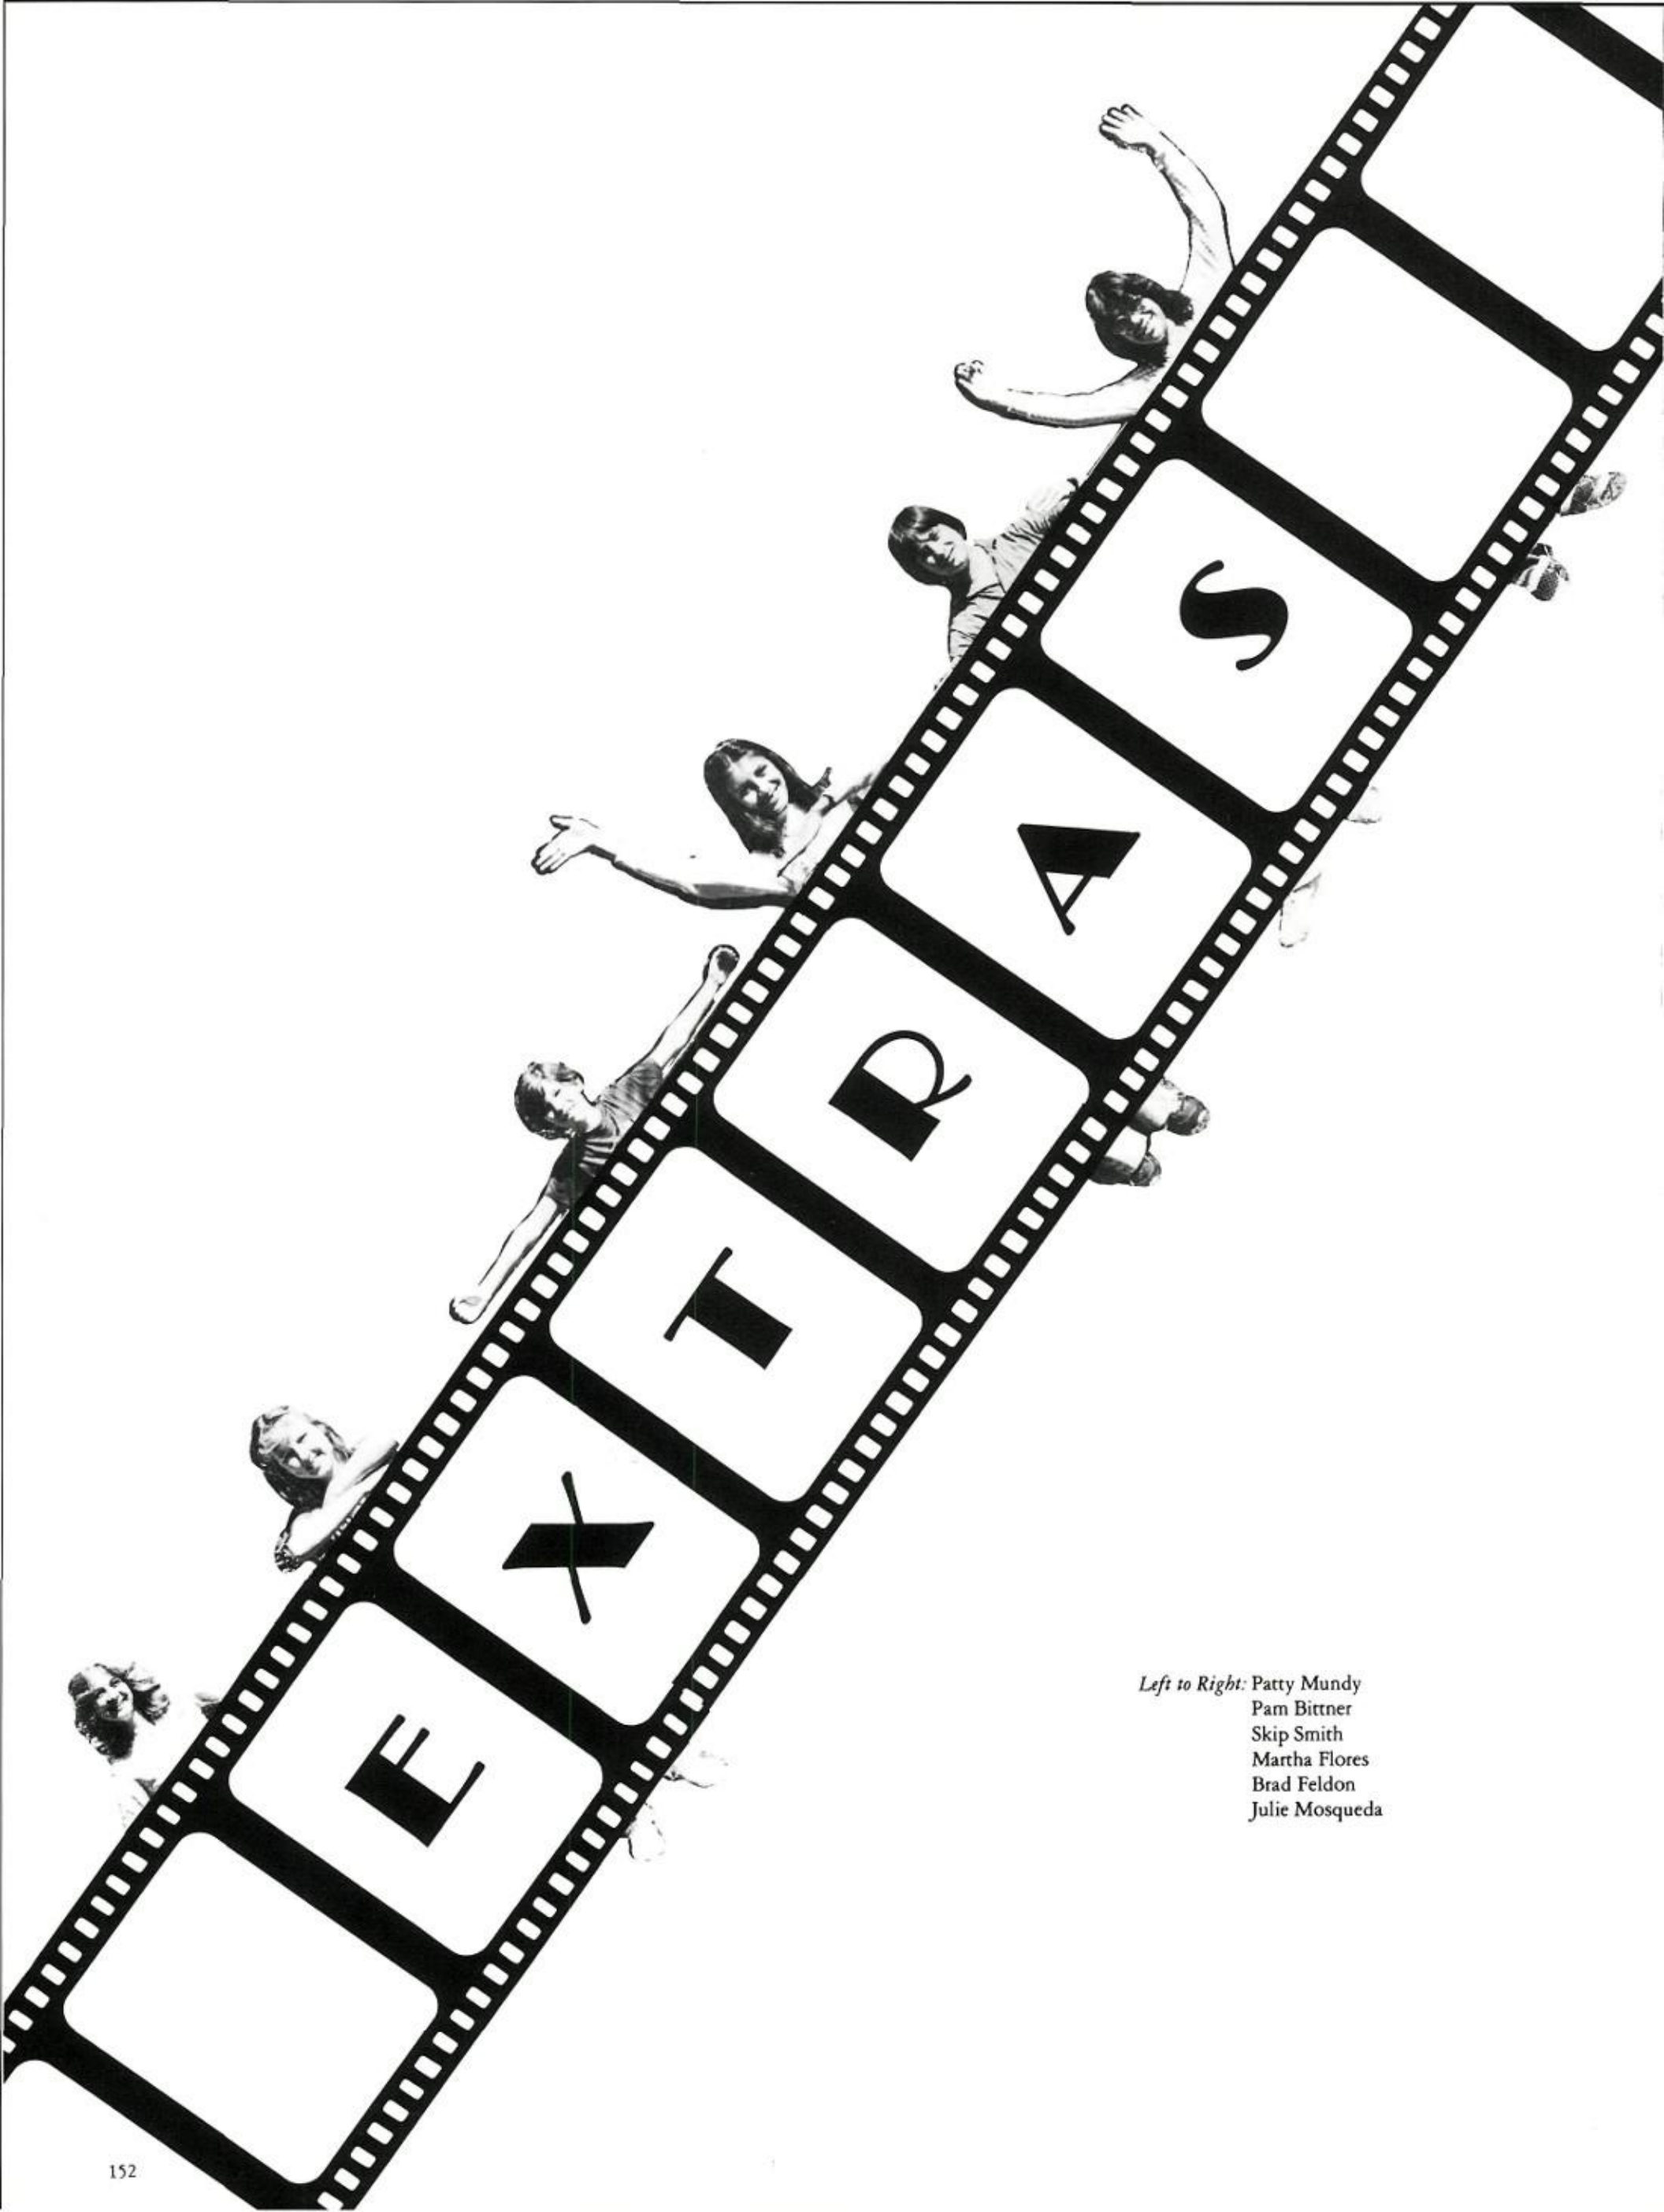 EXTRAS
Left to Right: Patty Mundy
Pam Bittner
Skip Smith
Martha Flores
Brad Feldon
Julie Mosqueda
152